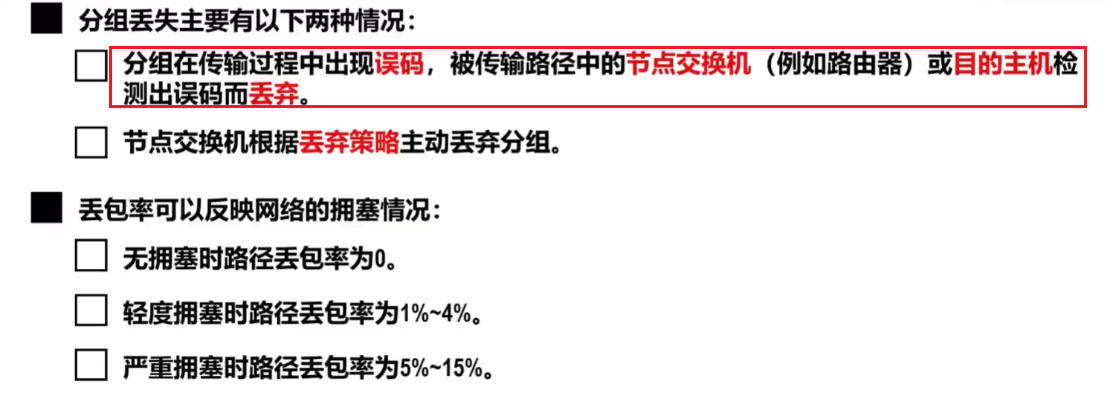 分组丢失主要有以下两种情况：
分组在传输过程中出现误码，被传输路径中的节点交换机（例如路由器）或目的主机检
测出误码而丢弃。
节点交换机根据丢弃策略主动丢弃分组。
丢包率可以反映网络的拥塞情况：
无拥塞时路径丢包率为0。
轻度拥塞时路径丢包率为1%~4%。
严重拥塞时路径丢包率为5%~15%。